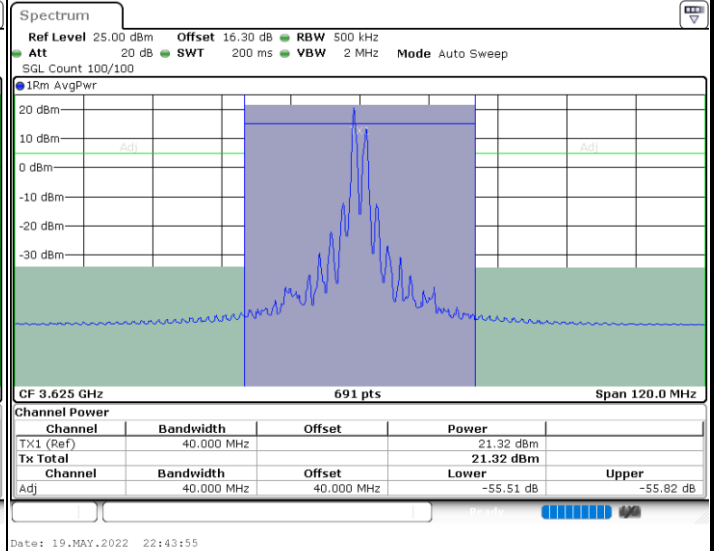 Spectrum
Ref Level 25.00 dBm Offset 16.30 dB RBW 500 kHz
Att 20 dB SWT 200 ms VBW 2 MHz Mode Auto Sweep
SGL Count 100/100
1Rm AvgPwr
20 dBm
10 dBm
Adj Adj
0 dBm
-10 dBm
-20 dBm
-30 dBm
CF 3.625 GHz 691 pts Span 120.0 MHz
Channel Power
Channel Bandwidth Offset Power
TX1 (Ref) 40.000 MHz 21.32 dBm
Tx Total 21.32 dBm
Channel Bandwidth Offset Lower Upper
Adj 40.000 MHz 40.000 MHz -55.51 dB -55.82 dB
Ready
Date: 19.MAY.2022 22:43:55